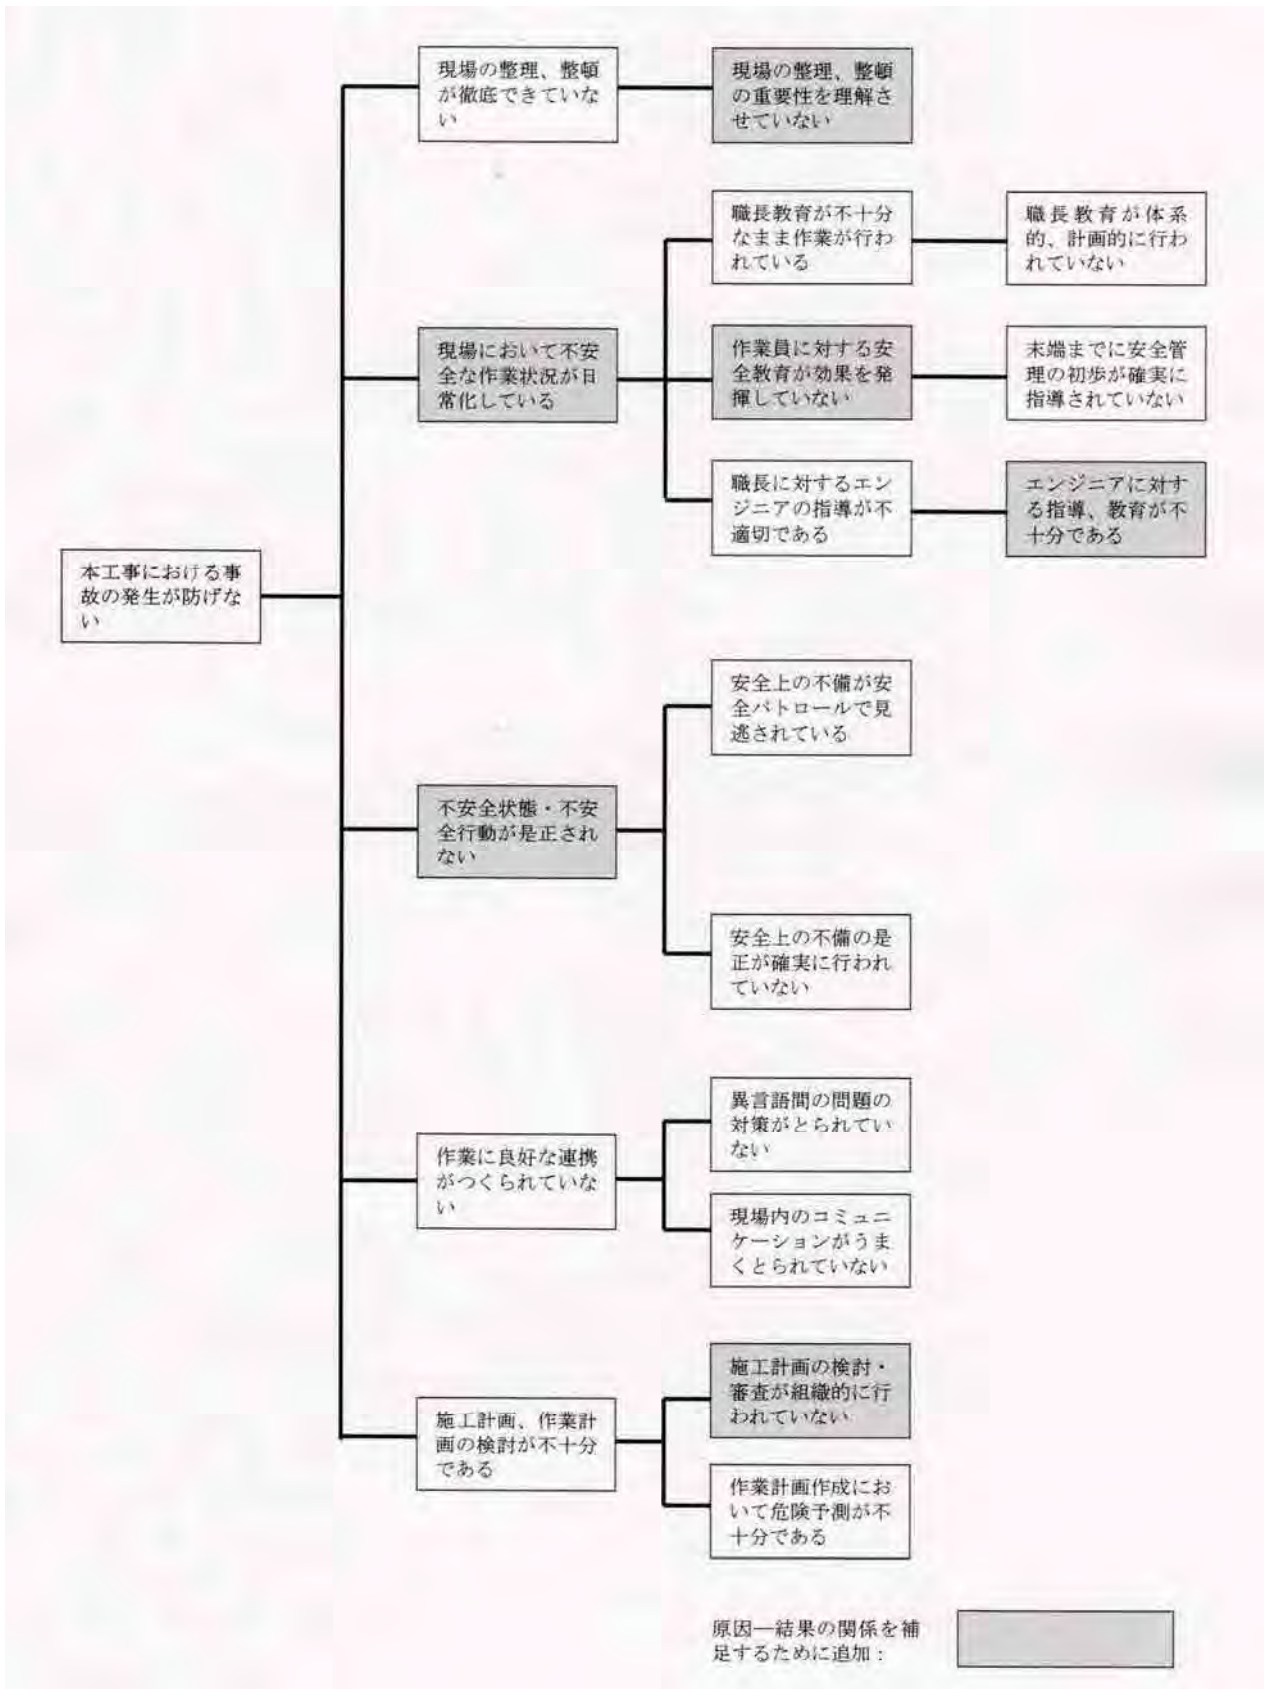 現場の整理、整頓
が徹底できていな
い
現場の整理、整頓
の重要性を理解さ
せていない
職長教育が不十分
なまま作業が行わ
れている
職長教育が体系
的、計画的に行わ
れていない
現場において不安
全な作業状況が日
常化している
作業員に対する安
全教育が効果を発
揮していない
末端までに安全管
理の初歩が確実に
指導されていない
職長に対するエン
ジニアの指導が不
適切である
エンジニアに対す
る指導、教育が不
十分である
本工事における事
故の発生が防げな
い
安全上の不備が安
全パトロールで見
逃されている
不安全状態・不安
全行動が是正され
ない
安全上の不備の是
正が確実に行われ
ていない
異言語間の問題の
対策がとられてい
ない
作業に良好な連携
がつくられていな
い
現場内のコミュニ
ケーションがうま
くとられていない
施工計画の検討・
審査が組織的に行
われていない
施工計画、作業計
画の検討が不十分
である
作業計画作成にお
いて危険予測が不
十分である
原因―結果の関係を補
足するために追加：